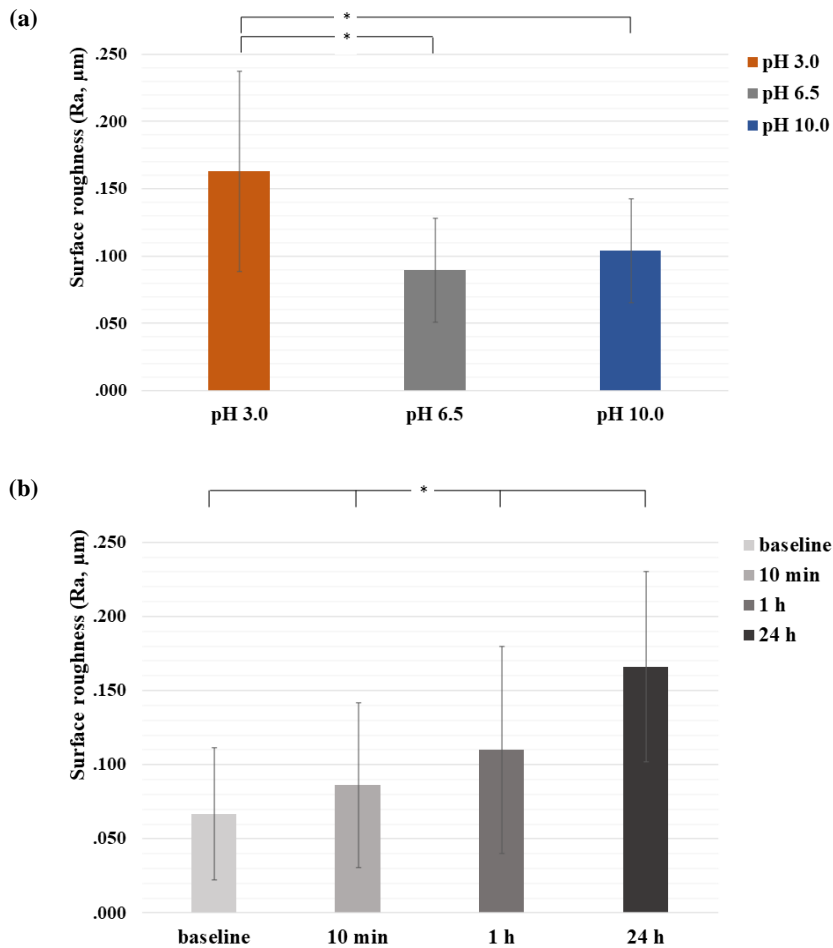 (a)
*
*
.250
.200
.150
.100
.050
.000
Surface roughness (Ra, µm)
pH 3.0
pH 6.5
pH 10.0
pH 3.0
pH 6.5
pH 10.0
(b)
*
.250
.200
.150
.100
.050
.000
Surface roughness (Ra, µm)
baseline
10 min
1 h
24 h
baseline
10 min
1 h
24 h